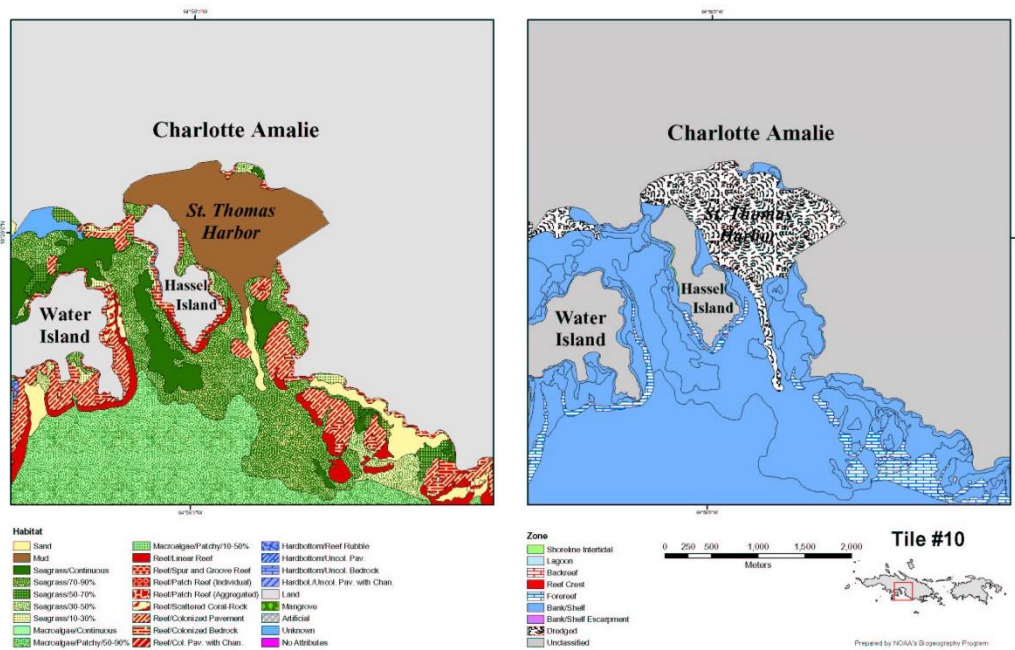 Charlotte Amalie
St. Thomas
Harbor
Hassel
Island
Water
Island
Charlotte Amalie
St. Thomas
Harbor
Hassel
Island
Water
Island
Habitat
Sand
Mud
Seagrass/Continuous
Seagrass/70-90%
Seagrass/50-70%
Seagrass/30-50%
Seagrass/10-30%
Macroalgae/Continuous
Macroalgae/Patchy/50-90%
Macroalgae/Patchy/10-50%
Reef/Linear Reef
Reef/Spur and Groove Reef
Reef/Patch Reef (Individual)
Reef/Patch Reef (Aggregated)
Reef/Scattered Coral-Rock
Reef/Colonized Pavement
Reef/Colonized Bedrock
Reef/Col. Pav. with Chan.
Hardbottom/Reef Rubble
Hardbottom/Uncol. Pav.
Hardbottom/Uncol. Bedrock
Hardbot./Uncol. Pav. with Chan.
Land
Mangrove
Artificial
Unknown
No Attributes
Zone
Shoreline Intertidal
Lagoon
Backreef
Reef Crest
Forereef
Bank/Shelf
Bank/Shelf Escarpment
Dredged
Unclassified
0 250 500 1,000 1,500 2,000
Meters
Tile #10
Prepared by NOAA's Biogeography Program